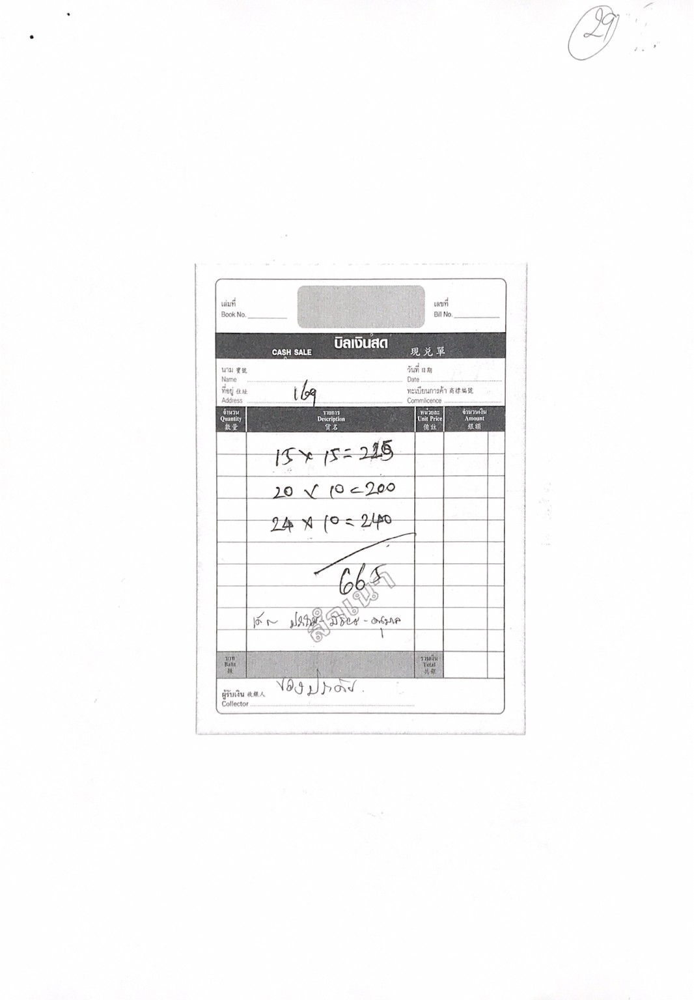 29
เล่มที่ เลขที่
Book No. Bill No.
บิลเงินสด
CASH SALE 現兌單
นาม 寶號 วันที่ 日期
Name Date
ที่อยู่ 住址 169 ทะเบียนการค้า 商標編號
Address Commlicence
จำนวน รายการ หน่วยละ จำนวนเงิน
Quantity Description Unit Price Amount
數量 貨名 備註 銀額
15 x 15 = 225
20 x 10 = 200
24 x 10 = 240
665
สำเนา
บาท รวมเงิน
Baht Total
銖 共銀
ผู้รับเงิน 收銀人
Collector